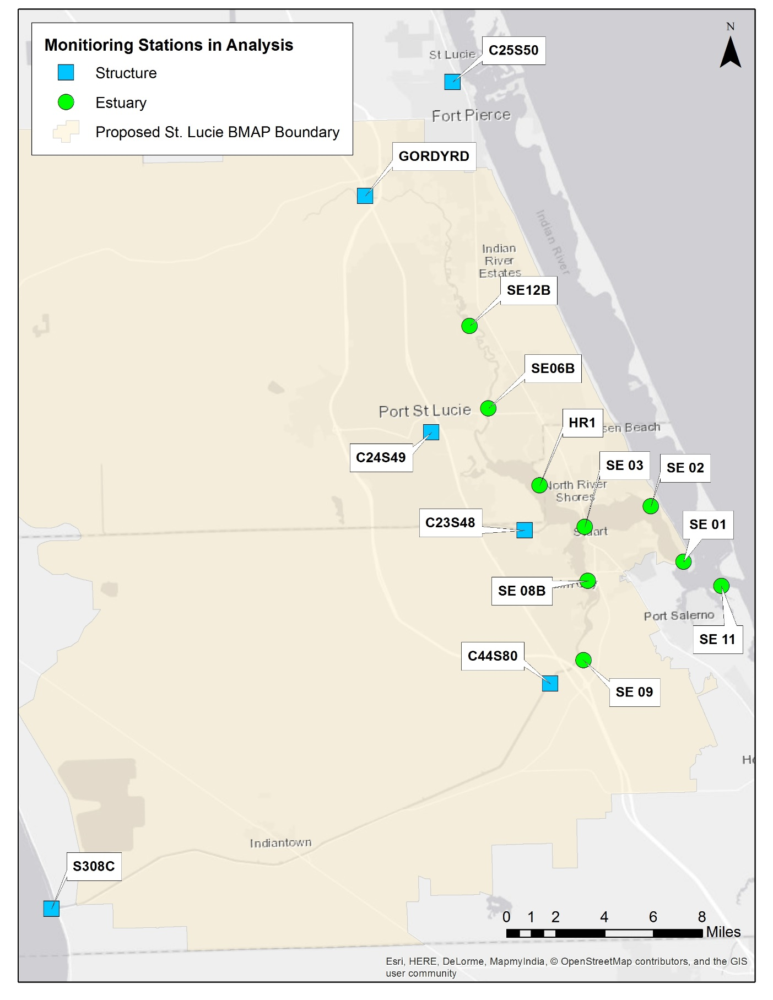 Monitioring Stations in Analysis
Structure
Estuary
Proposed St. Lucie BMAP Boundary
N
C25S50
St Lucie
Fort Pierce
GORDYRD
Indian River
Indian
River
Estates
SE12B
SE06B
Port St Lucie
HR1
sen Beach
C24S49
SE 03
SE 02
North River
Shores
C23S48
SE 01
St art
SE 08B
Port Salerno
SE 11
C44S80
SE 09
Ho
Indiantown
S308C
0 1 2 4 6 8
Miles
Esri, HERE, DeLorme, MapmyIndia, © OpenStreetMap contributors, and the GIS
user community